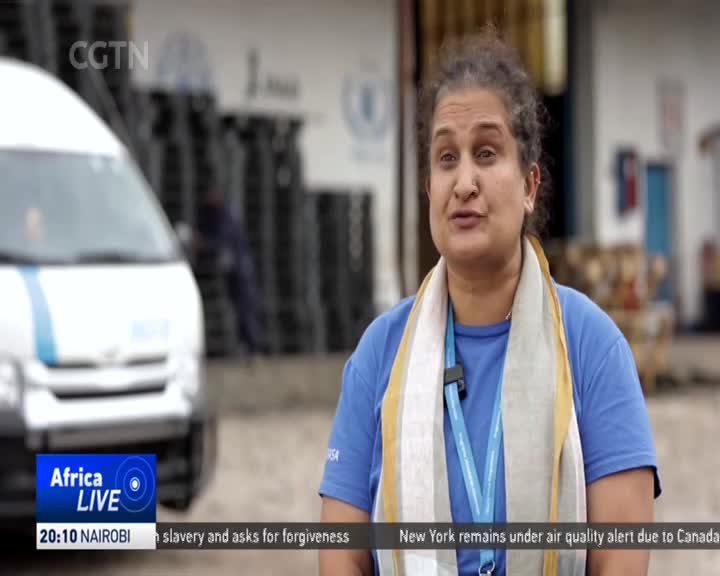 CGTN
Africa
LIVE
20:10 NAIROBI
n slavery and asks for forgiveness New York remains under air quality alert due to Canada